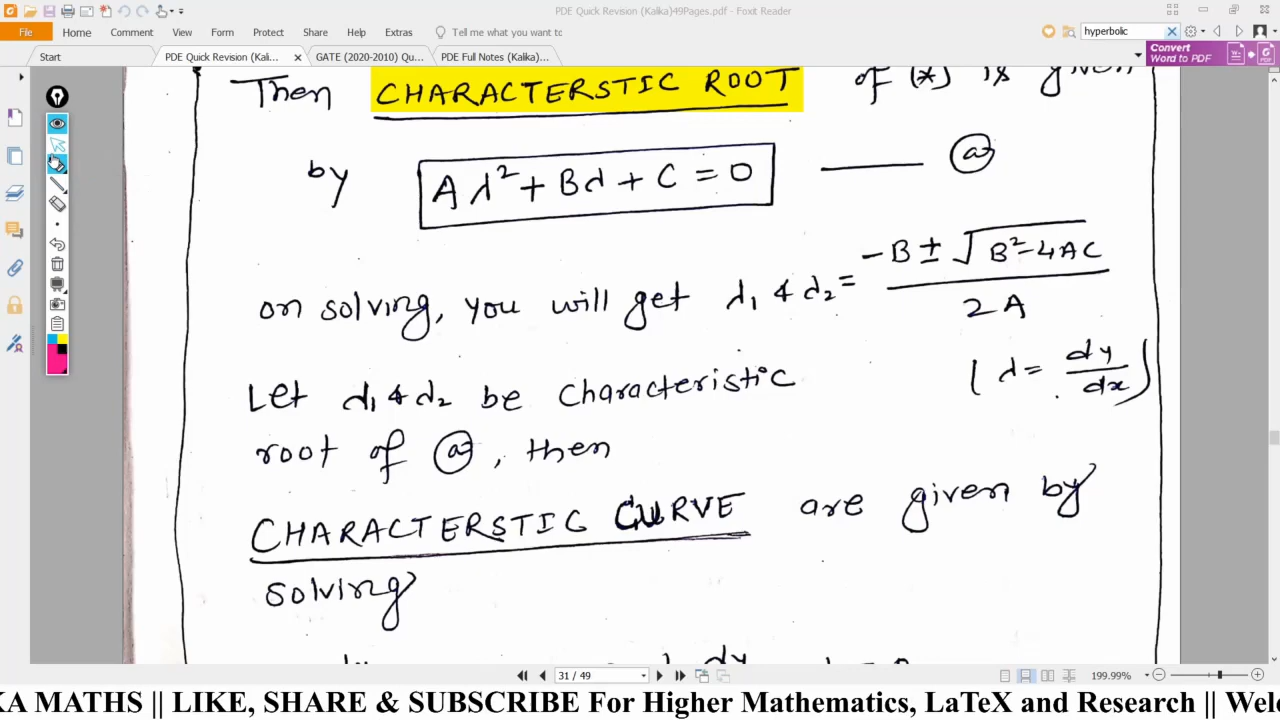 PDE Quick Revision (Kalka)49Pages.pdf - Foxit Reader
File Home Comment View Form Protect Share Help Extras Tell me what you want to hyperbolic
Start PDE Quick Revision (Kali... × GATE (2020-2010) Qu... PDE Full Notes (Kalka)...
Convert
Word to PDF
Then CHARACTERSTIC ROOT of (*) is given
by Aλ² + Bλ + C = 0 —— (a)
on solving, you will get λ₁ & λ₂ = (-B ± √(B²-4AC)) / 2A
(λ = dy/dx)
Let λ₁ & λ₂ be characteristic
root of (a), then
CHARACTERSTIC CURVE are given by
solving
31 / 49
199.99%
KA MATHS || LIKE, SHARE & SUBSCRIBE For Higher Mathematics, LaTeX and Research || Wel